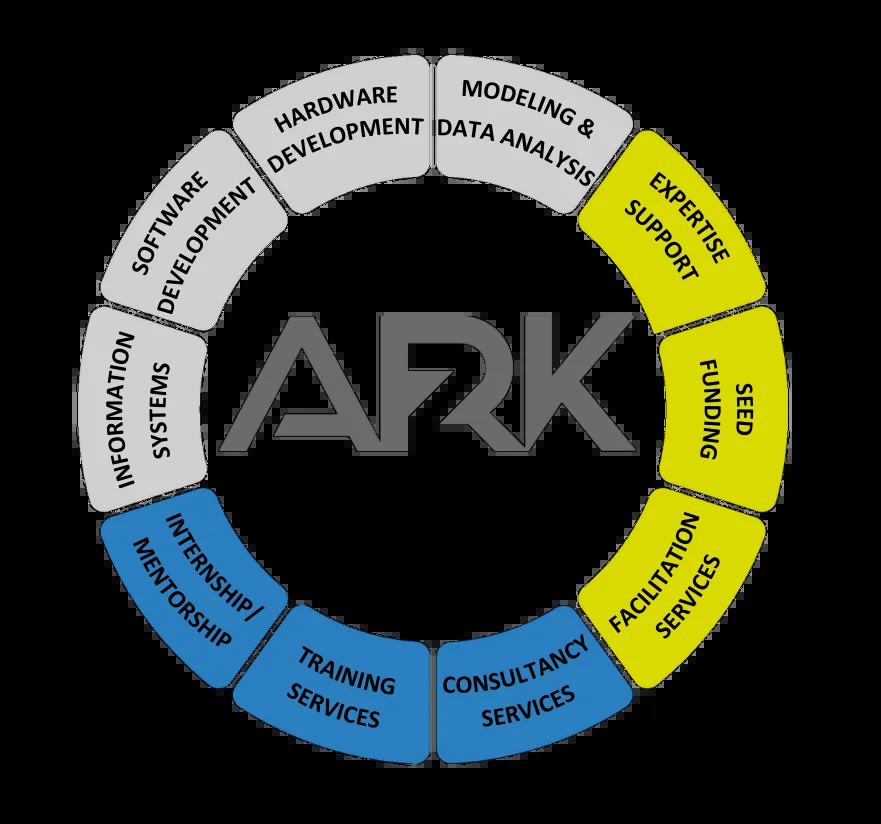 HARDWARE
DEVELOPMENT
MODELING &
DATA ANALYSIS
EXPERTISE
SUPPORT
SEED
FUNDING
FACILITATION
SERVICES
CONSULTANCY
SERVICES
TRAINING
SERVICES
INTERNSHIP/
MENTORSHIP
INFORMATION
SYSTEMS
SOFTWARE
DEVELOPMENT
ARK